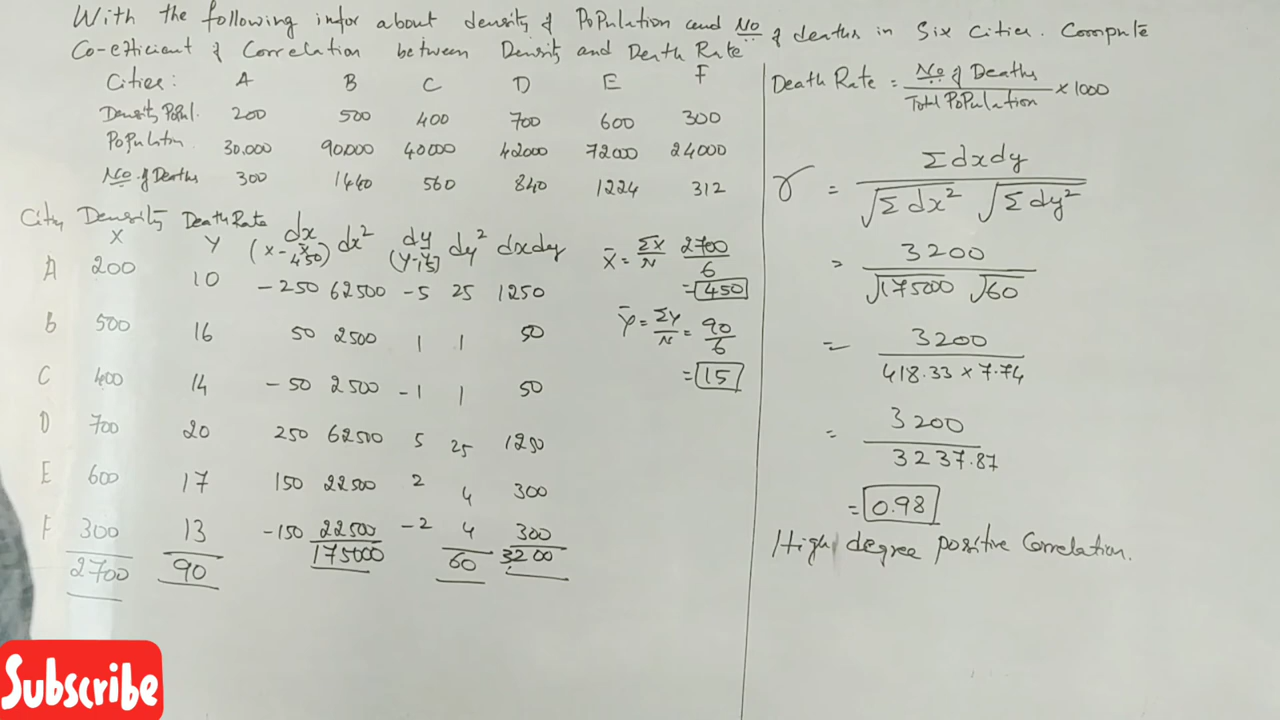 With the following infor about density of Population and No of deaths in Six Cities. Compute
Co-efficient of Correlation between Density and Death Rate
Cities: A B C D E F
Density Popul. 200 500 400 700 600 300
Population 30,000 90000 40000 42000 72000 24000
No. of Deaths 300 1440 560 840 1224 312
City Density Death Rate dx dx² dy dy² dxdy
X Y (x-x̄ 450) (y-ȳ 15)
A 200 10 -250 62500 -5 25 1250
B 500 16 50 2500 1 1 50
C 400 14 -50 2500 -1 1 50
D 700 20 250 62500 5 25 1250
E 600 17 150 22500 2 4 300
F 300 13 -150 22500 -2 4 300
2700 90 175000 60 3200
X̄ = ΣX/N 2700/6
= 450
Ȳ = ΣY/N = 90/6
= 15
Death Rate = No of Deaths / Total Population × 1000
r = Σdxdy / √Σdx² √Σdy²
= 3200 / √175000 √60
= 3200 / 418.33 × 7.74
= 3200 / 3237.87
= 0.98
High degree positive Correlation.
Subscribe